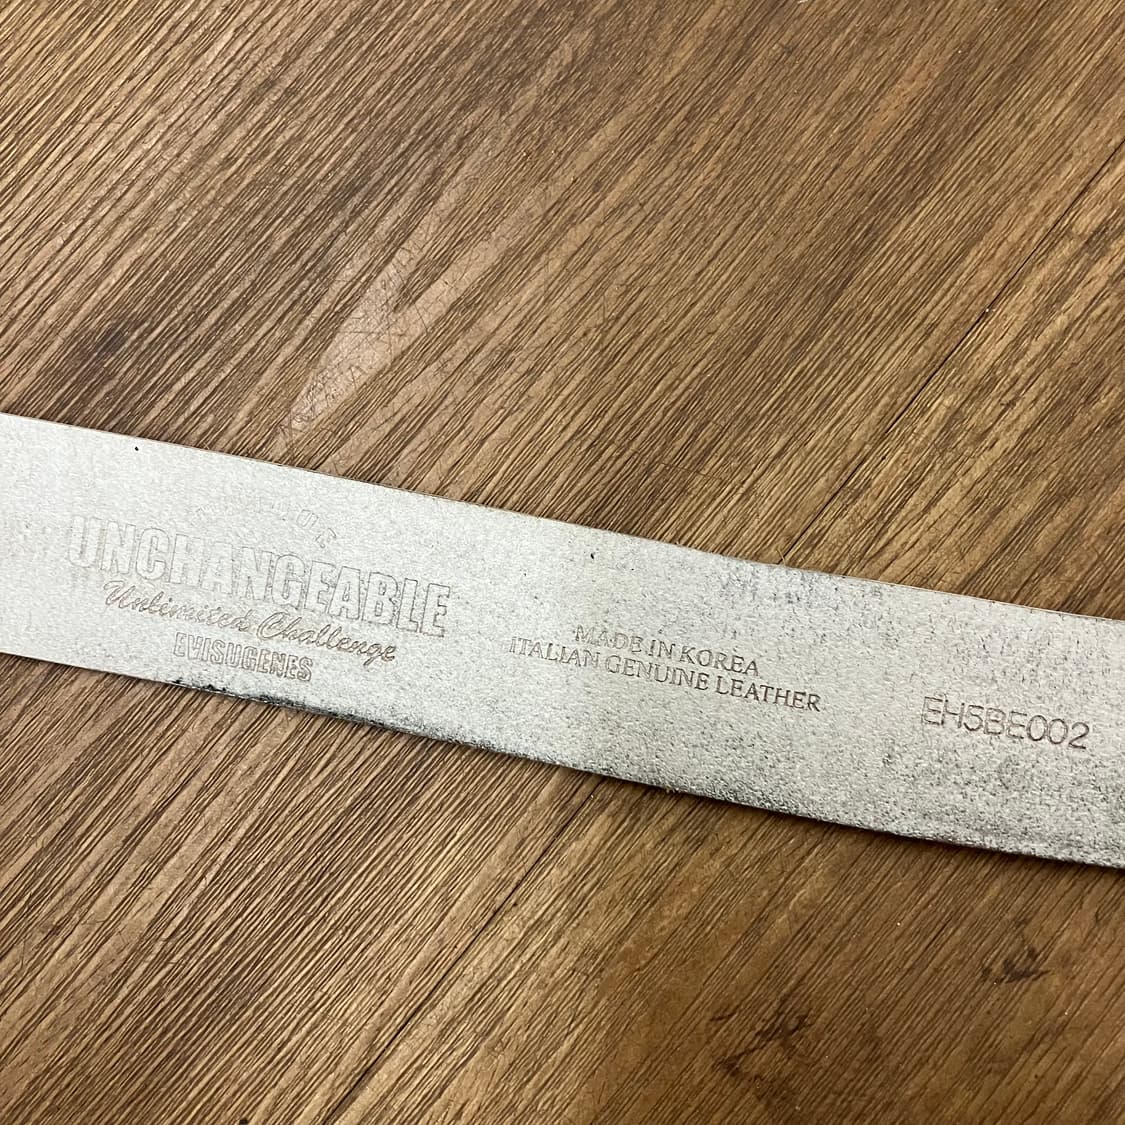 UNCHANGEABLE
Unlimited Challenge
EVISUGENES
MADE IN KOREA
ITALIAN GENUINE LEATHER
EH5BE002